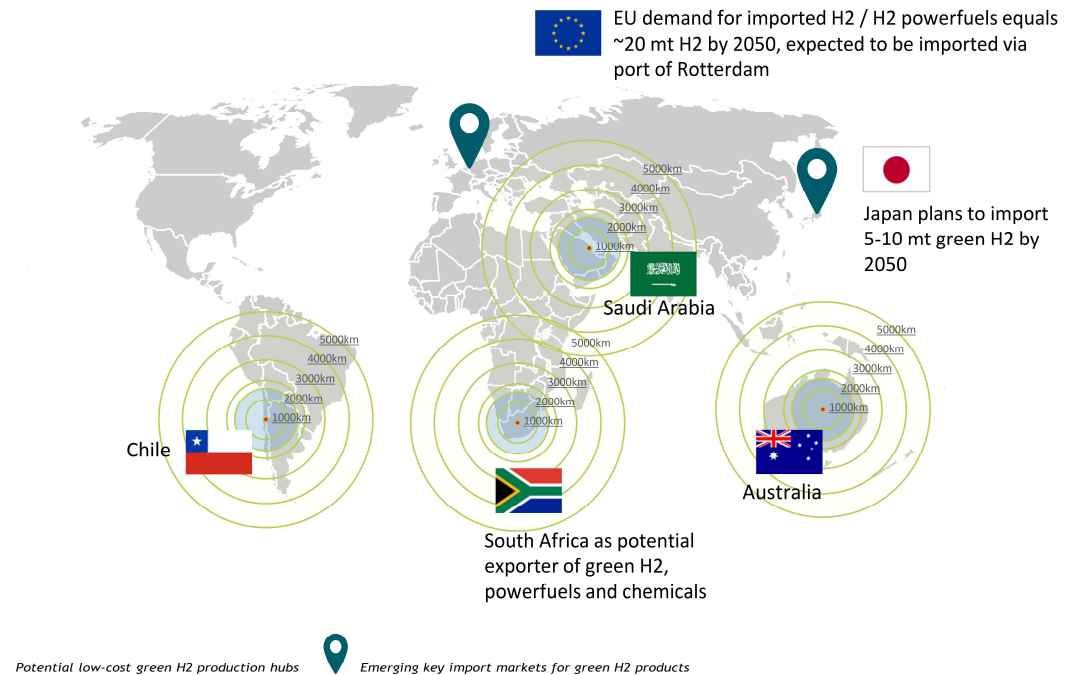 EU demand for imported H2 / H2 powerfuels equals
~20 mt H2 by 2050, expected to be imported via
port of Rotterdam
Japan plans to import
5-10 mt green H2 by
2050
5000km
4000km
3000km
2000km
1000km
Saudi Arabia
5000km
4000km
3000km
2000km
1000km
Chile
5000km
4000km
3000km
2000km
1000km
South Africa as potential
exporter of green H2,
powerfuels and chemicals
5000km
4000km
3000km
2000km
1000km
Australia
Potential low-cost green H2 production hubs
Emerging key import markets for green H2 products